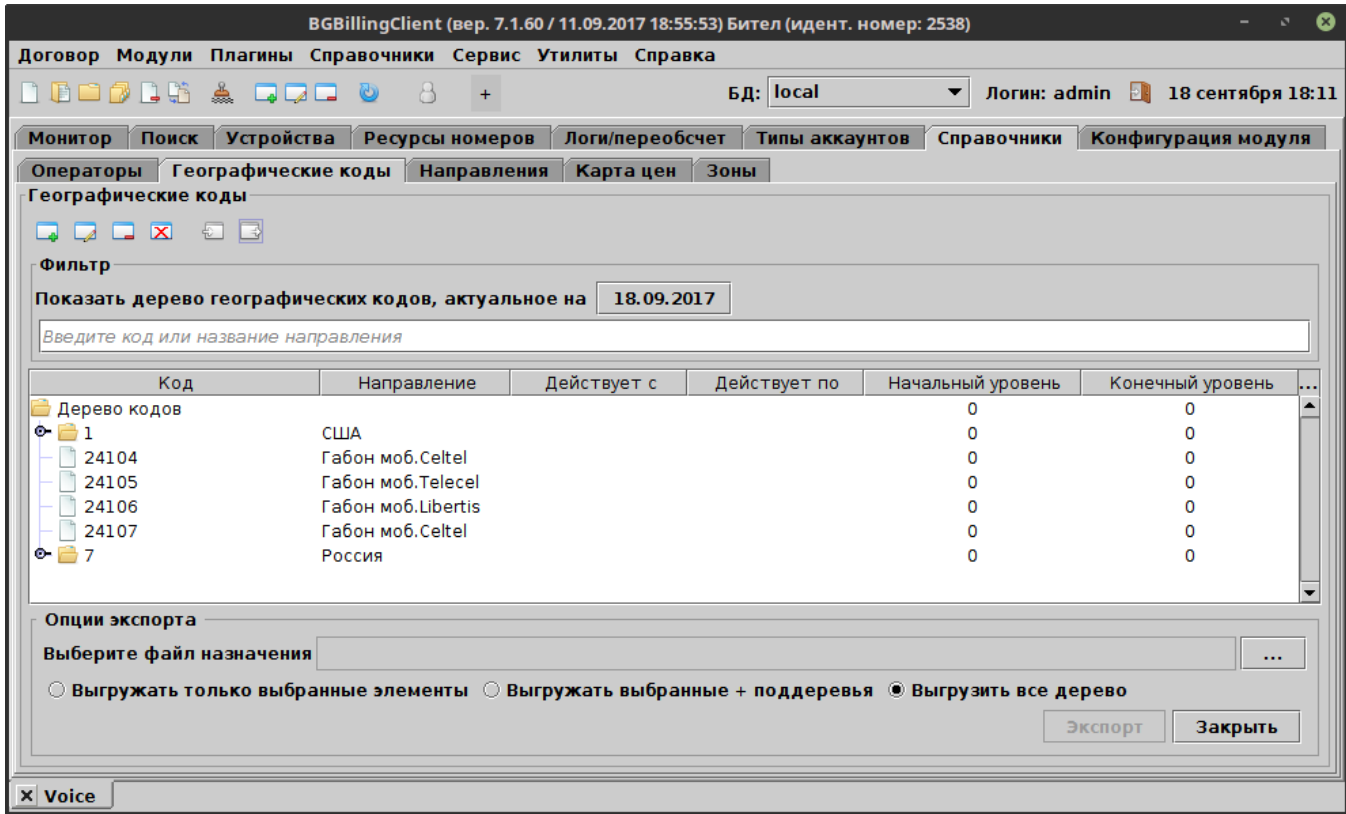 BGBillingClient (вер. 7.1.60 / 11.09.2017 18:55:53) Бител (идент. номер: 2538)
Договор Модули Плагины Справочники Сервис Утилиты Справка
+ БД: local Логин: admin 18 сентября 18:11
Монитор Поиск Устройства Ресурсы номеров Логи/переобсчет Типы аккаунтов Справочники Конфигурация модуля
Операторы Географические коды Направления Карта цен Зоны
Географические коды
Фильтр
Показать дерево географических кодов, актуальное на 18.09.2017
Введите код или название направления
Код Направление Действует с Действует по Начальный уровень Конечный уровень ...
Дерево кодов 0 0
1 США 0 0
24104 Габон моб.Celtel 0 0
24105 Габон моб.Telecel 0 0
24106 Габон моб.Libertis 0 0
24107 Габон моб.Celtel 0 0
7 Россия 0 0
Опции экспорта
Выберите файл назначения ...
Выгружать только выбранные элементы Выгружать выбранные + поддеревья Выгрузить все дерево
Экспорт Закрыть
Voice